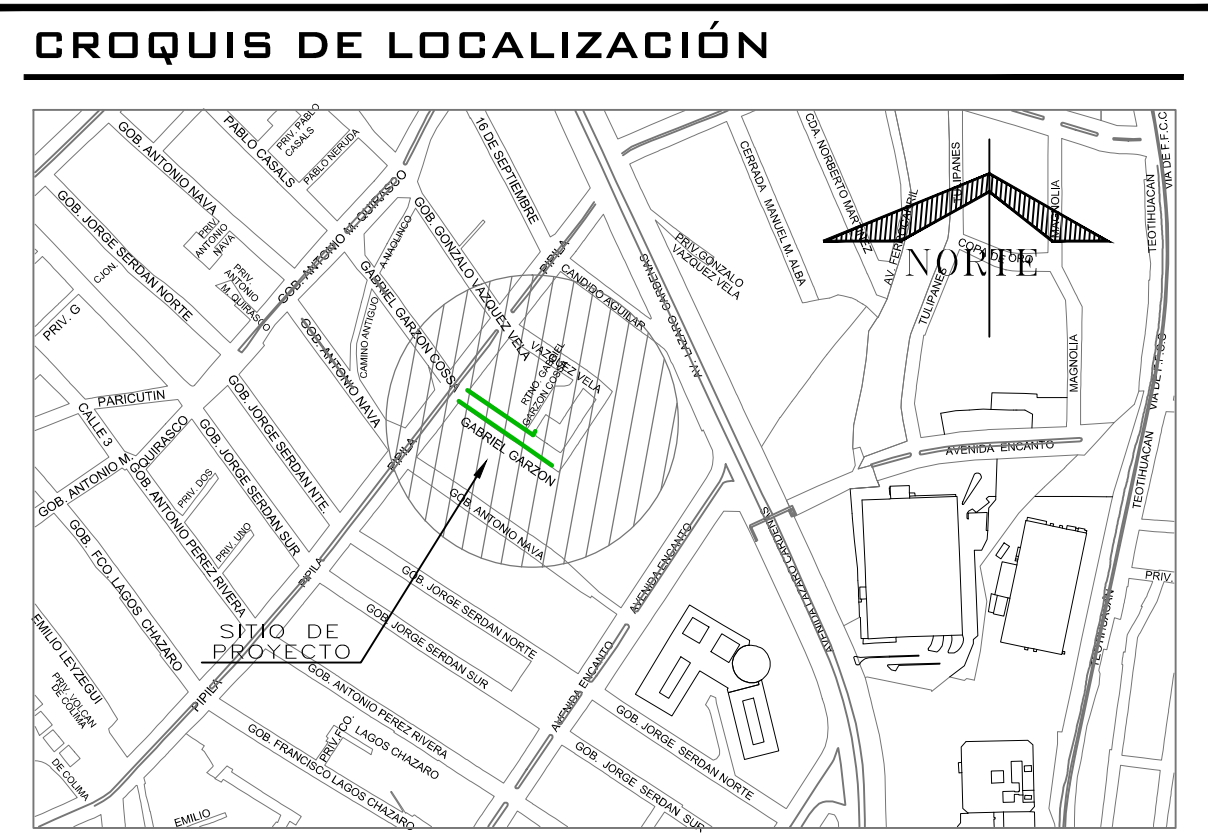 CROQUIS DE LOCALIZACIÓN
GOB. ANTONIO NAVA
PABLO CASALS
PRIV. PABLO
CASALS
PABLO NERUDA
16 DE SEPTIEMBRE
CERRADA MANUEL M. ALBA
TULIPANES
MAGNOLIA
VIA DE F.F.C.C
TEOTIHUACAN
GOB. JORGE SERDAN NORTE
CJON.
PRIV.
ANTONIO
NAVA
PRIV.
ANTONIO
M. QUIRASCO
GOB. ANTONIO M. QUIRASCO
A-NAOLINCO
CAMINO ANTIGUO
GOB. GONZALO VAZQUEZ VELA
GABRIEL GARZON COSSA
PIPILA
CANDIDO AGUILAR
PRIV.GONZALO
VAZQUEZ VELA
AV. LAZARO CARDENAS
COPA DE ORO
NORTE
TULIPANES
MAGNOLIA
VIA DE F.F.C.C
PRIV. G
GOB. ANTONIO NAVA
VAZQUEZ VELA
RTNO. GABRIEL
GARZON COSSA
PARICUTIN
CALLE 3
GOB. ANTONIO M.
QUIRASCO
GOB. JORGE SERDAN NTE
GOB. JORGE SERDAN SUR
PIPILA
GABRIEL GARZON
AVENIDA ENCANTO
TEOTIHUACAN
GOB. ANTONIO PEREZ RIVERA
PRIV. DOS
PRIV. UNO
GOB. ANTONIO NAVA
AVENIDA ENCANTO
AVENIDA LAZARO CARDENAS
GOB. FCO. LAGOS CHAZARO
PIPILA
GOB. JORGE SERDAN NORTE
GOB. JORGE SERDAN SUR
PRIV.
TEOTIHUACAN
EMILIO LEYZEGUI
SITIO DE
PROYECTO
PRIV. VOLCAN
DE COLIMA
PIPILA
GOB. ANTONIO PEREZ RIVERA
AVENIDA ENCANTO
GOB. JORGE SERDAN NORTE
PRIV.FCO
LAGOS CHAZARO
GOB. FRANCISCO LAGOS CHAZARO
GOB. JORGE SERDAN SUR
DE COLIMA
EMILIO